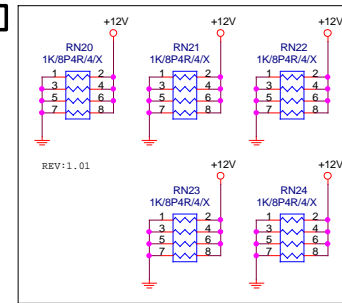 +12V +12V +12V
RN20 RN21 RN22
1K/8P4R/4/X 1K/8P4R/4/X 1K/8P4R/4/X
1 2 1 2 1 2
3 4 3 4 3 4
5 6 5 6 5 6
7 8 7 8 7 8
REV:1.01
+12V +12V
RN23 RN24
1K/8P4R/4/X 1K/8P4R/4/X
1 2 1 2
3 4 3 4
5 6 5 6
7 8 7 8